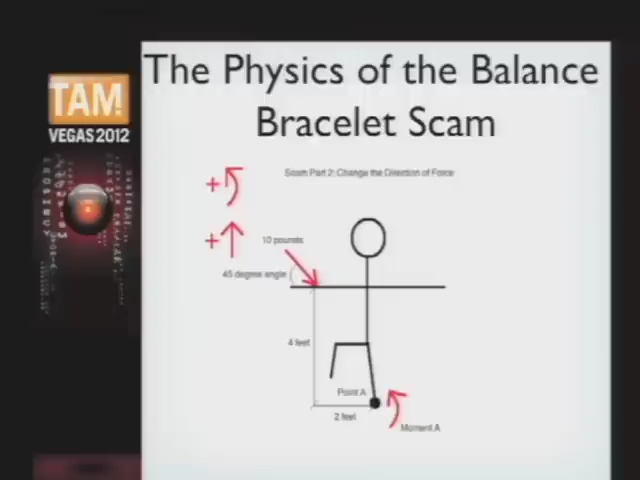 The Physics of the Balance
Bracelet Scam
TAM!
VEGAS 2012
Scam Part 2: Change the Direction of Force
+
+
10 pounds
45 degree angle
4 feet
Point A
2 feet
Moment A